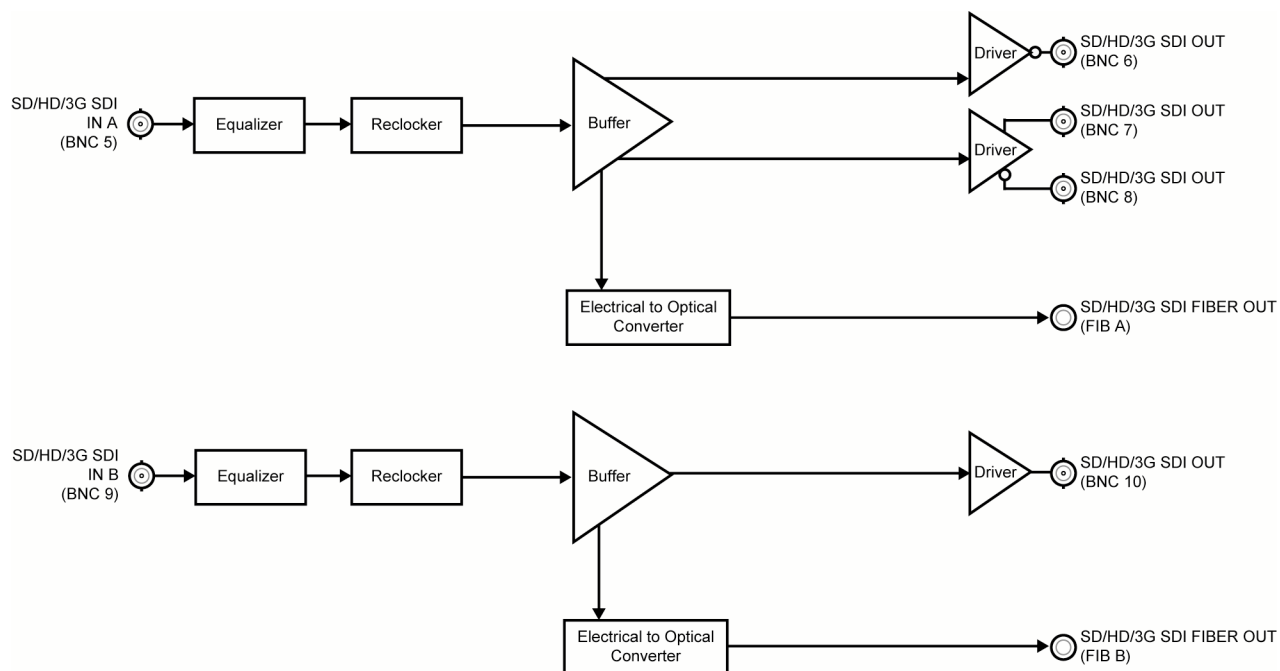 SD/HD/3G SDI OUT
(BNC 6)
Driver
SD/HD/3G SDI
IN A
(BNC 5)
Equalizer
Reclocker
Buffer
SD/HD/3G SDI OUT
(BNC 7)
Driver
SD/HD/3G SDI OUT
(BNC 8)
Electrical to Optical
Converter
SD/HD/3G SDI FIBER OUT
(FIB A)
SD/HD/3G SDI
IN B
(BNC 9)
Equalizer
Reclocker
Buffer
Driver
SD/HD/3G SDI OUT
(BNC 10)
Electrical to Optical
Converter
SD/HD/3G SDI FIBER OUT
(FIB B)